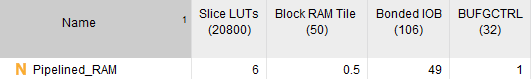 Name 1 Slice LUTs Block RAM Tile Bonded IOB BUFGCTRL
(20800) (50) (106) (32)
N Pipelined_RAM 6 0.5 49 1